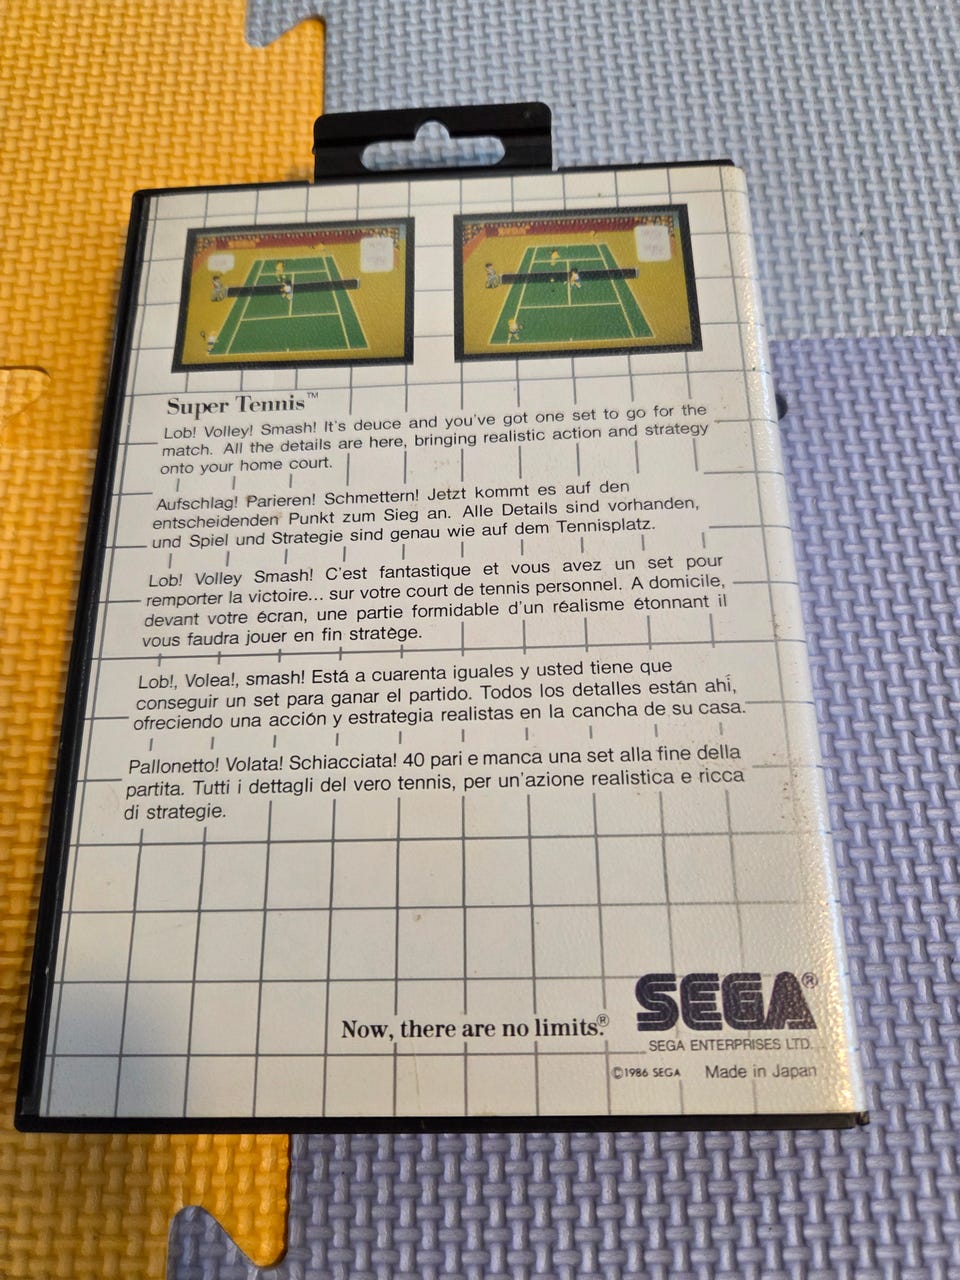 Super Tennis™
Lob! Volley! Smash! It's deuce and you've got one set to go for the
match. All the details are here, bringing realistic action and strategy
onto your home court.
Aufschlag! Parieren! Schmettern! Jetzt kommt es auf den
entscheidenden Punkt zum Sieg an. Alle Details sind vorhanden,
und Spiel und Strategie sind genau wie auf dem Tennisplatz.
Lob! Volley Smash! C'est fantastique et vous avez un set pour
remporter la victoire... sur votre court de tennis personnel. A domicile,
devant votre écran, une partie formidable d'un réalisme étonnant il
vous faudra jouer en fin stratège.
Lob!, Volea!, smash! Está a cuarenta iguales y usted tiene que
conseguir un set para ganar el partido. Todos los detalles están ahí,
ofreciendo una acción y estrategia realistas en la cancha de su casa.
Pallonetto! Volata! Schiacciata! 40 pari e manca una set alla fine della
partita. Tutti i dettagli del vero tennis, per un'azione realistica e ricca
di strategie.
SEGA®
Now, there are no limits.®
SEGA ENTERPRISES LTD.
©1986 SEGA Made in Japan